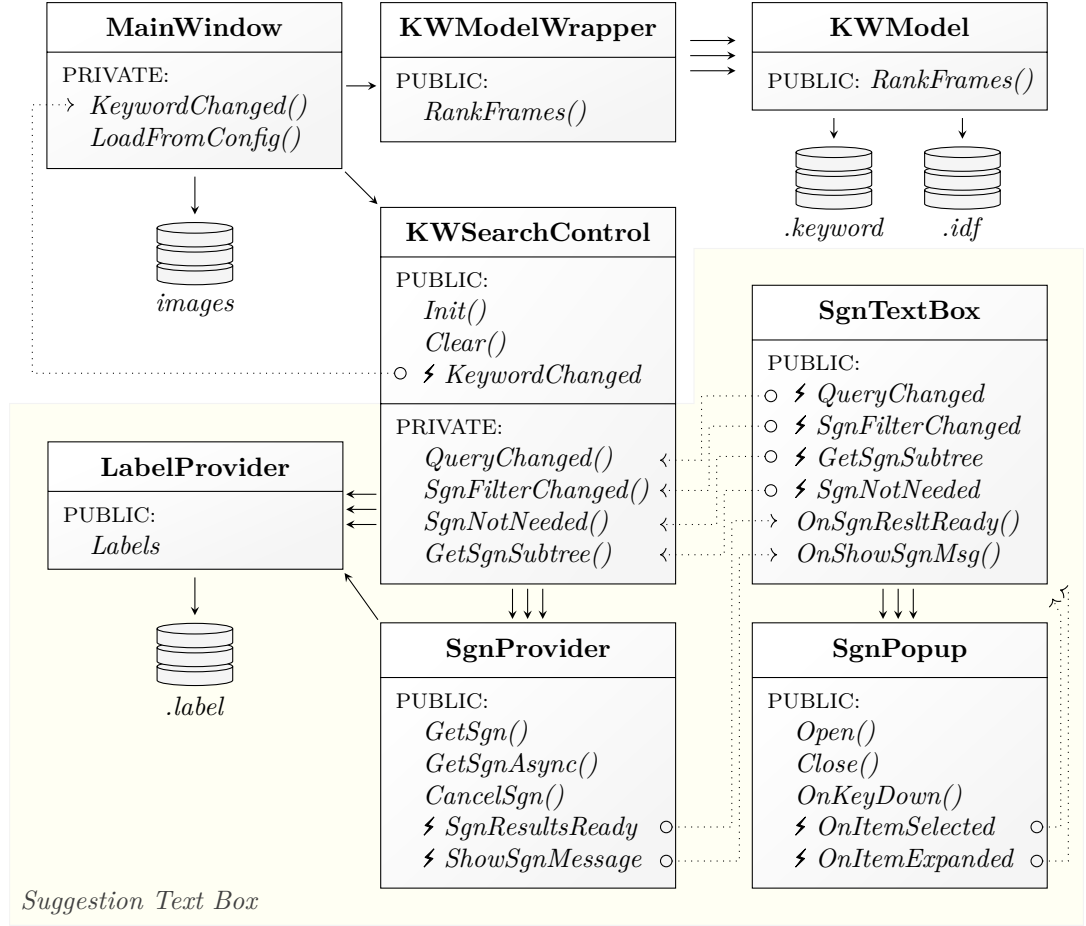 MainWindow
PRIVATE:
KeywordChanged()
LoadFromConfig()
images
KWModelWrapper
PUBLIC:
RankFrames()
KWModel
PUBLIC: RankFrames()
.keyword
.idf
KWSearchControl
PUBLIC:
Init()
Clear()
KeywordChanged
PRIVATE:
QueryChanged()
SgnFilterChanged()
SgnNotNeeded()
GetSgnSubtree()
SgnTextBox
PUBLIC:
QueryChanged
SgnFilterChanged
GetSgnSubtree
SgnNotNeeded
OnSgnResltReady()
OnShowSgnMsg()
LabelProvider
PUBLIC:
Labels
.label
SgnProvider
PUBLIC:
GetSgn()
GetSgnAsync()
CancelSgn()
SgnResultsReady
ShowSgnMessage
SgnPopup
PUBLIC:
Open()
Close()
OnKeyDown()
OnItemSelected
OnItemExpanded
Suggestion Text Box